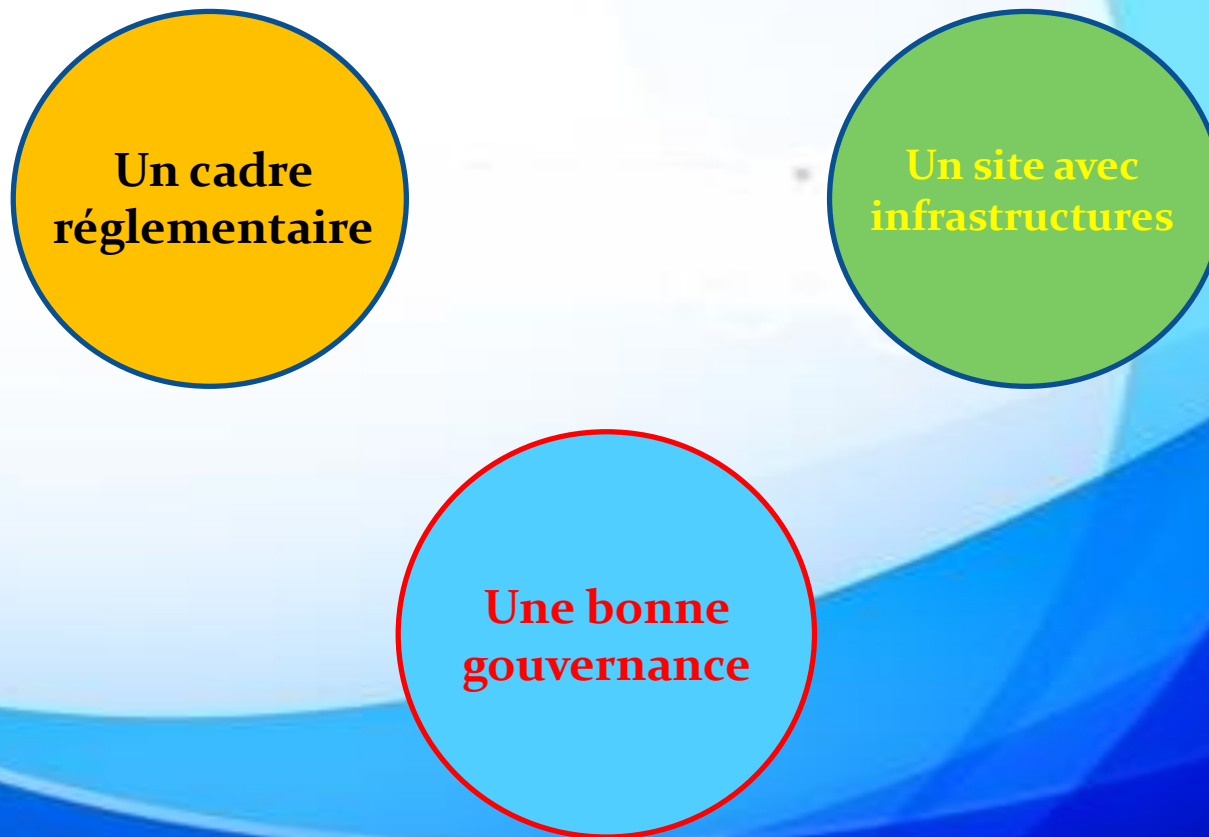 Un cadre
réglementaire
Un site avec
infrastructures
Une bonne
gouvernance